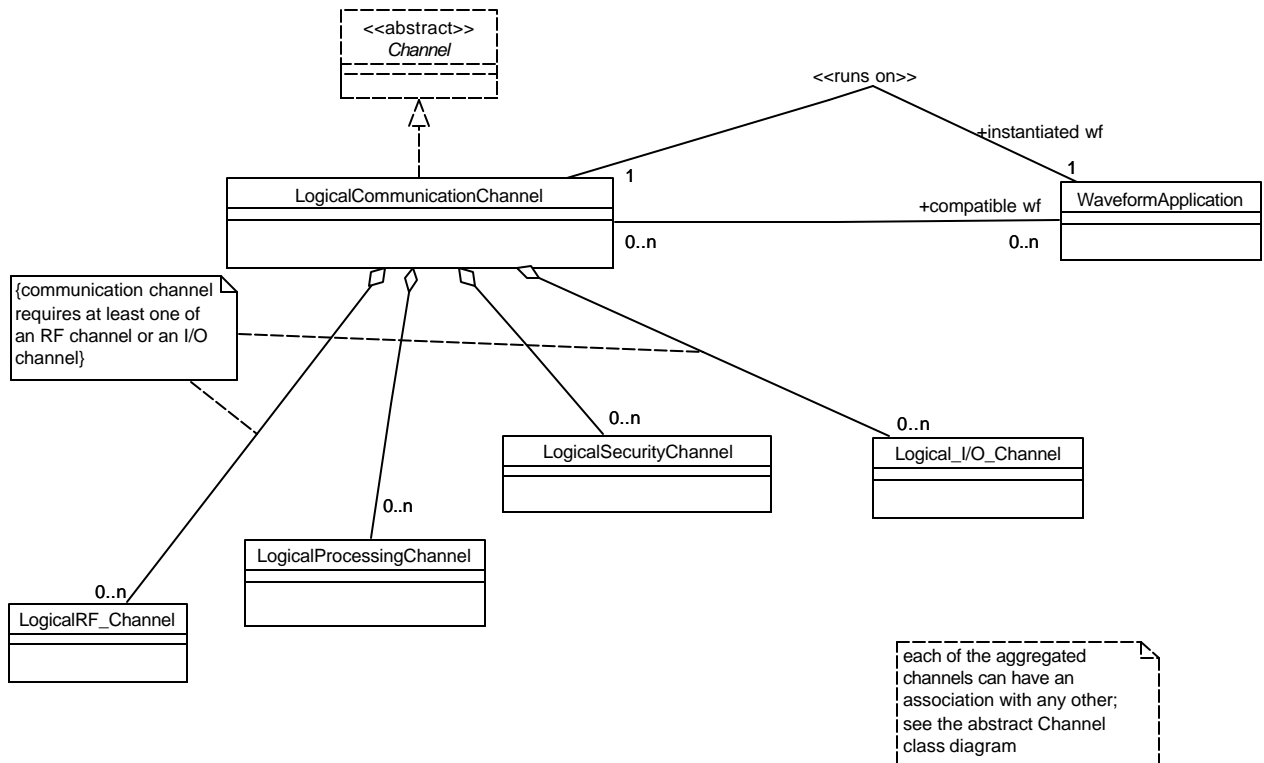 <<abstract>>
Channel
<<runs on>>
+instantiated wf
1
1
LogicalCommunicationChannel
WaveformApplication
+compatible wf
0..n
0..n
{communication channel
requires at least one of
an RF channel or an I/O
channel}
0..n
0..n
LogicalSecurityChannel
Logical_I/O_Channel
0..n
LogicalProcessingChannel
0..n
LogicalRF_Channel
each of the aggregated
channels can have an
association with any other;
see the abstract Channel
class diagram